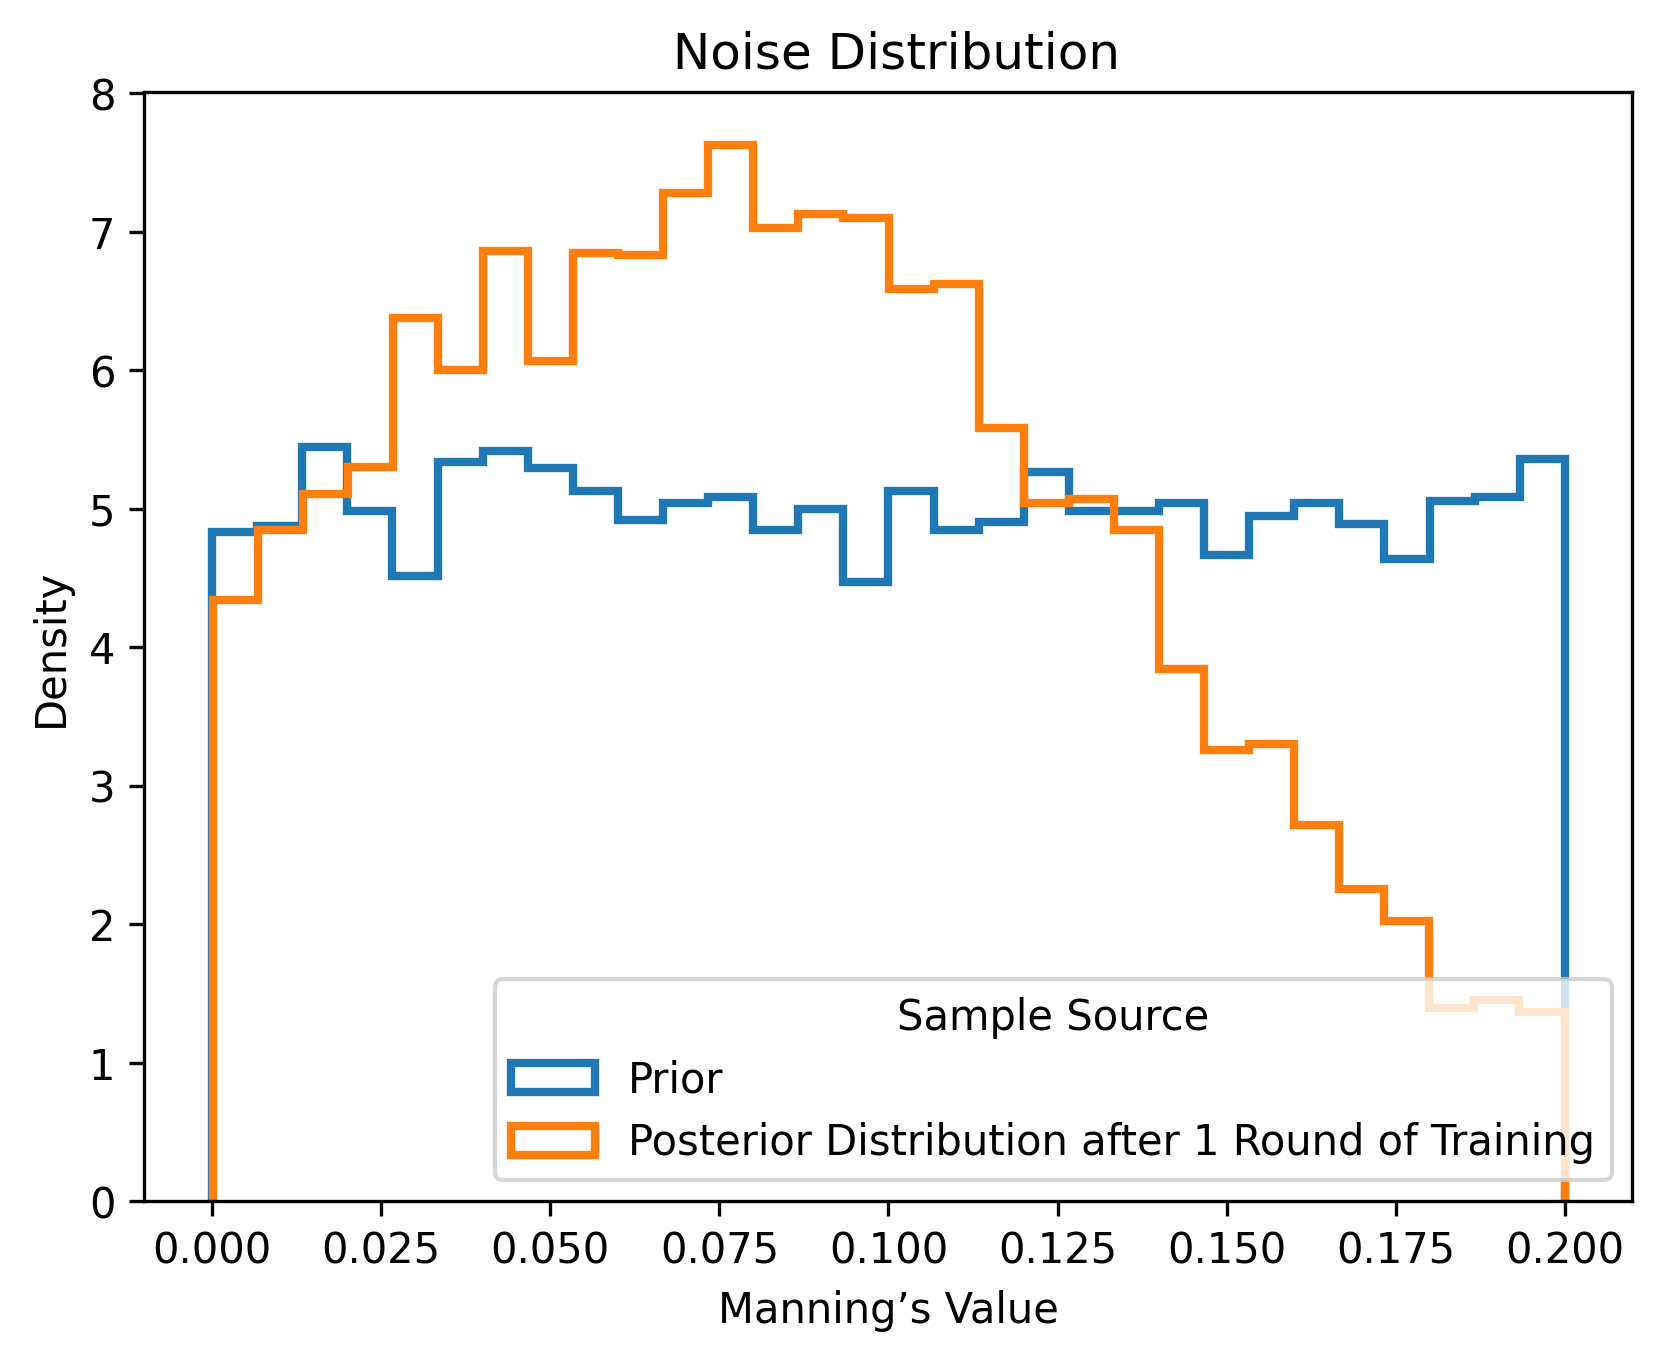 Noise Distribution
8
7
6
5
4
3
2
1
0
Density
Sample Source
Prior
Posterior Distribution after 1 Round of Training
0.000 0.025 0.050 0.075 0.100 0.125 0.150 0.175 0.200
Manning’s Value